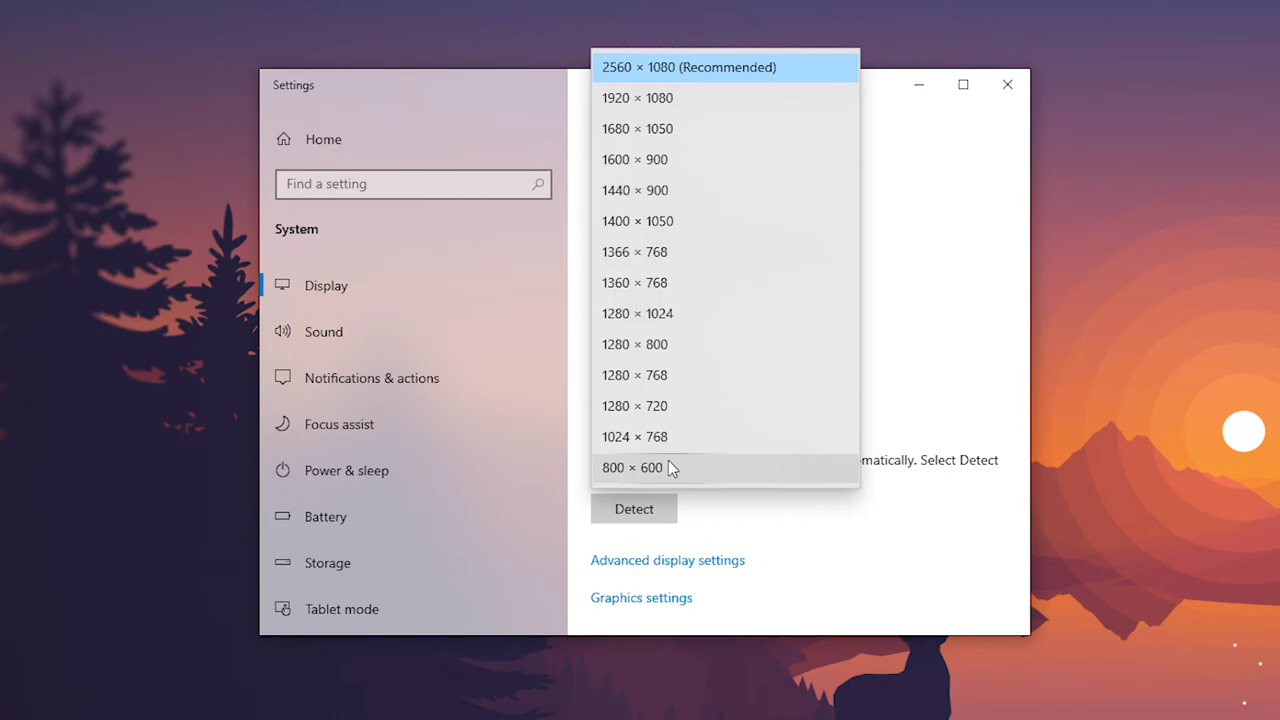 Settings
Home
Find a setting
System
Display
Sound
Notifications & actions
Focus assist
Power & sleep
Battery
Storage
Tablet mode
2560 × 1080 (Recommended)
1920 × 1080
1680 × 1050
1600 × 900
1440 × 900
1400 × 1050
1366 × 768
1360 × 768
1280 × 1024
1280 × 800
1280 × 768
1280 × 720
1024 × 768
800 × 600
matically. Select Detect
Detect
Advanced display settings
Graphics settings